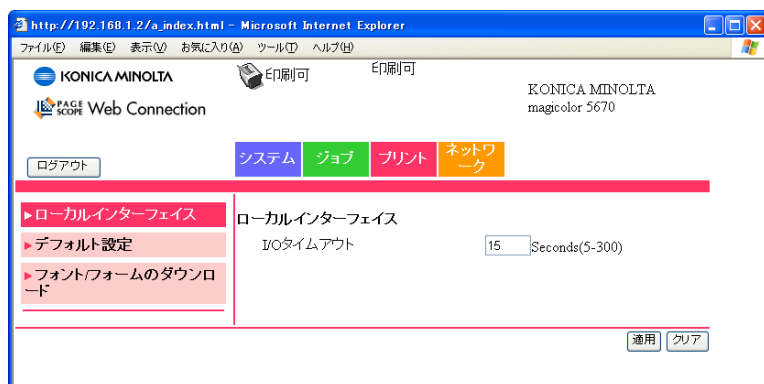 http://192.168.1.2/a_index.html - Microsoft Internet Explorer
ファイル(F) 編集(E) 表示(V) お気に入り(A) ツール(T) ヘルプ(H)
KONICA MINOLTA
印刷可
印刷可
KONICA MINOLTA
magicolor 5670
PAGE SCOPE Web Connection
ログアウト
システム
ジョブ
プリント
ネットワ
ーク
ローカルインターフェイス
デフォルト設定
フォント/フォームのダウンロ
ード
ローカルインターフェイス
I/Oタイムアウト
15 Seconds(5-300)
適用
クリア